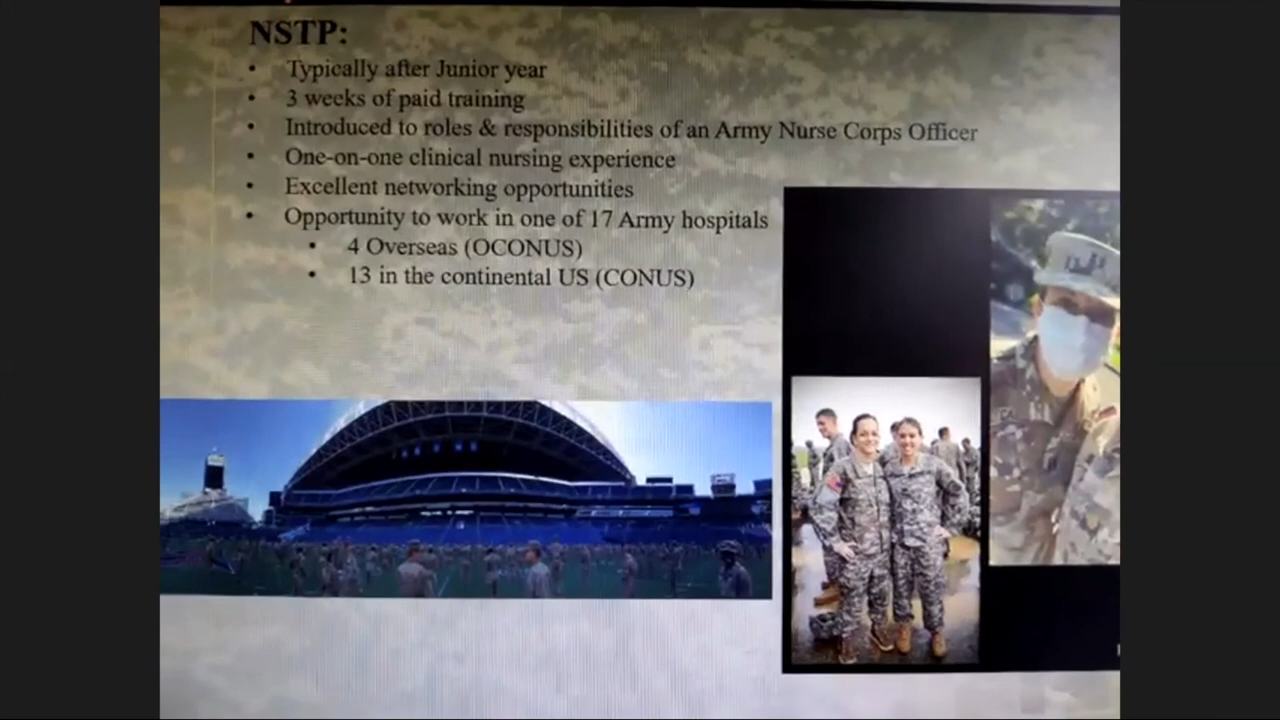 NSTP:
• Typically after Junior year
• 3 weeks of paid training
• Introduced to roles & responsibilities of an Army Nurse Corps Officer
• One-on-one clinical nursing experience
• Excellent networking opportunities
• Opportunity to work in one of 17 Army hospitals
• 4 Overseas (OCONUS)
• 13 in the continental US (CONUS)